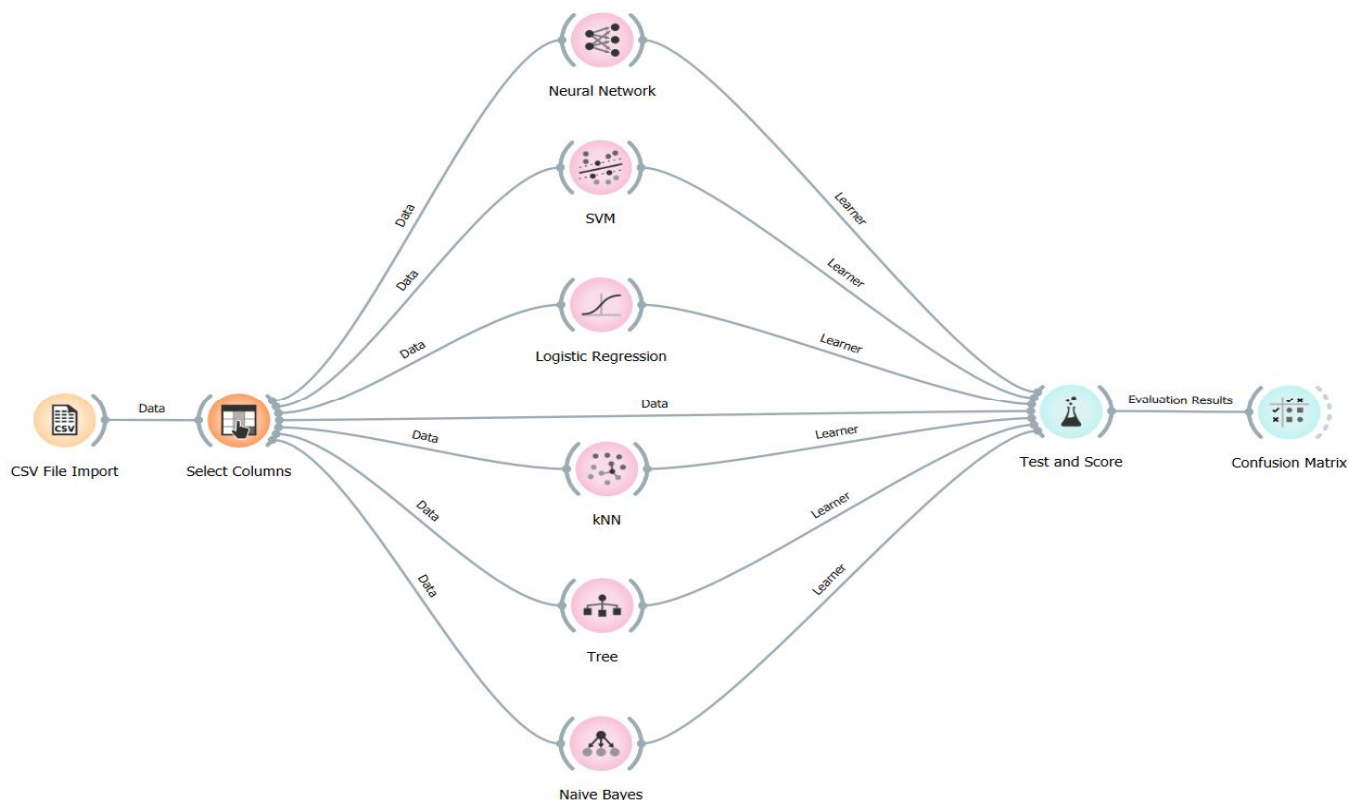 Neural Network
Data
Learner
SVM
Data
Learner
Logistic Regression
Data
Learner
CSV
CSV File Import
Data
Select Columns
Data
Test and Score
Evaluation Results
Confusion Matrix
Data
Learner
kNN
Data
Learner
Tree
Data
Learner
Naive Bayes